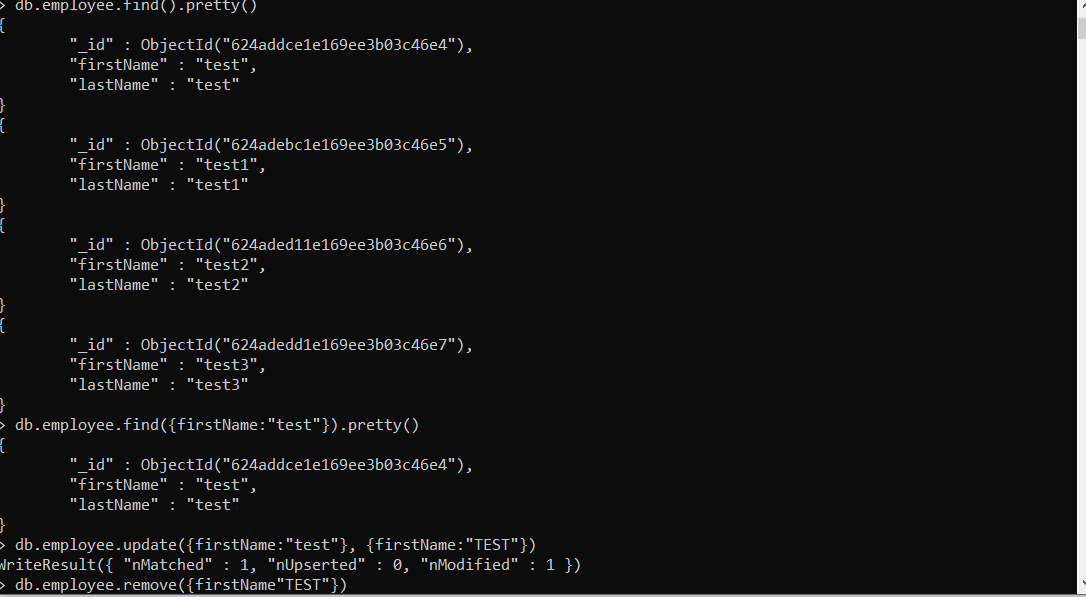 > db.employee.find().pretty()
{
"_id" : ObjectId("624addce1e169ee3b03c46e4"),
"firstName" : "test",
"lastName" : "test"
}
{
"_id" : ObjectId("624adebc1e169ee3b03c46e5"),
"firstName" : "test1",
"lastName" : "test1"
}
{
"_id" : ObjectId("624aded11e169ee3b03c46e6"),
"firstName" : "test2",
"lastName" : "test2"
}
{
"_id" : ObjectId("624adedd1e169ee3b03c46e7"),
"firstName" : "test3",
"lastName" : "test3"
}
> db.employee.find({firstName:"test"}).pretty()
{
"_id" : ObjectId("624addce1e169ee3b03c46e4"),
"firstName" : "test",
"lastName" : "test"
}
> db.employee.update({firstName:"test"}, {firstName:"TEST"})
WriteResult({ "nMatched" : 1, "nUpserted" : 0, "nModified" : 1 })
> db.employee.remove({firstName"TEST"})